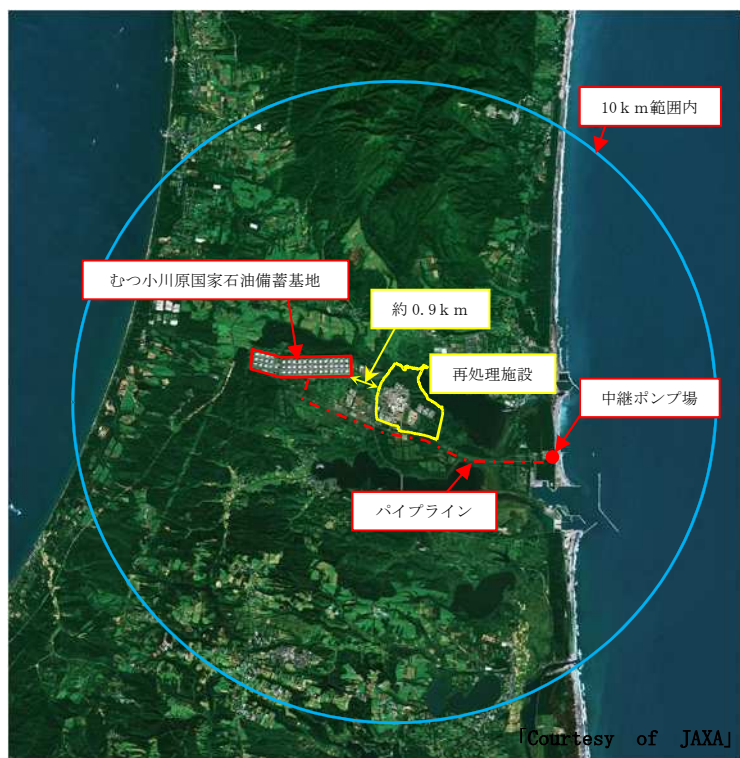 10ｋｍ範囲内
むつ小川原国家石油備蓄基地
約0.9ｋｍ
再処理施設
中継ポンプ場
パイプライン
「Courtesy of JAXA」